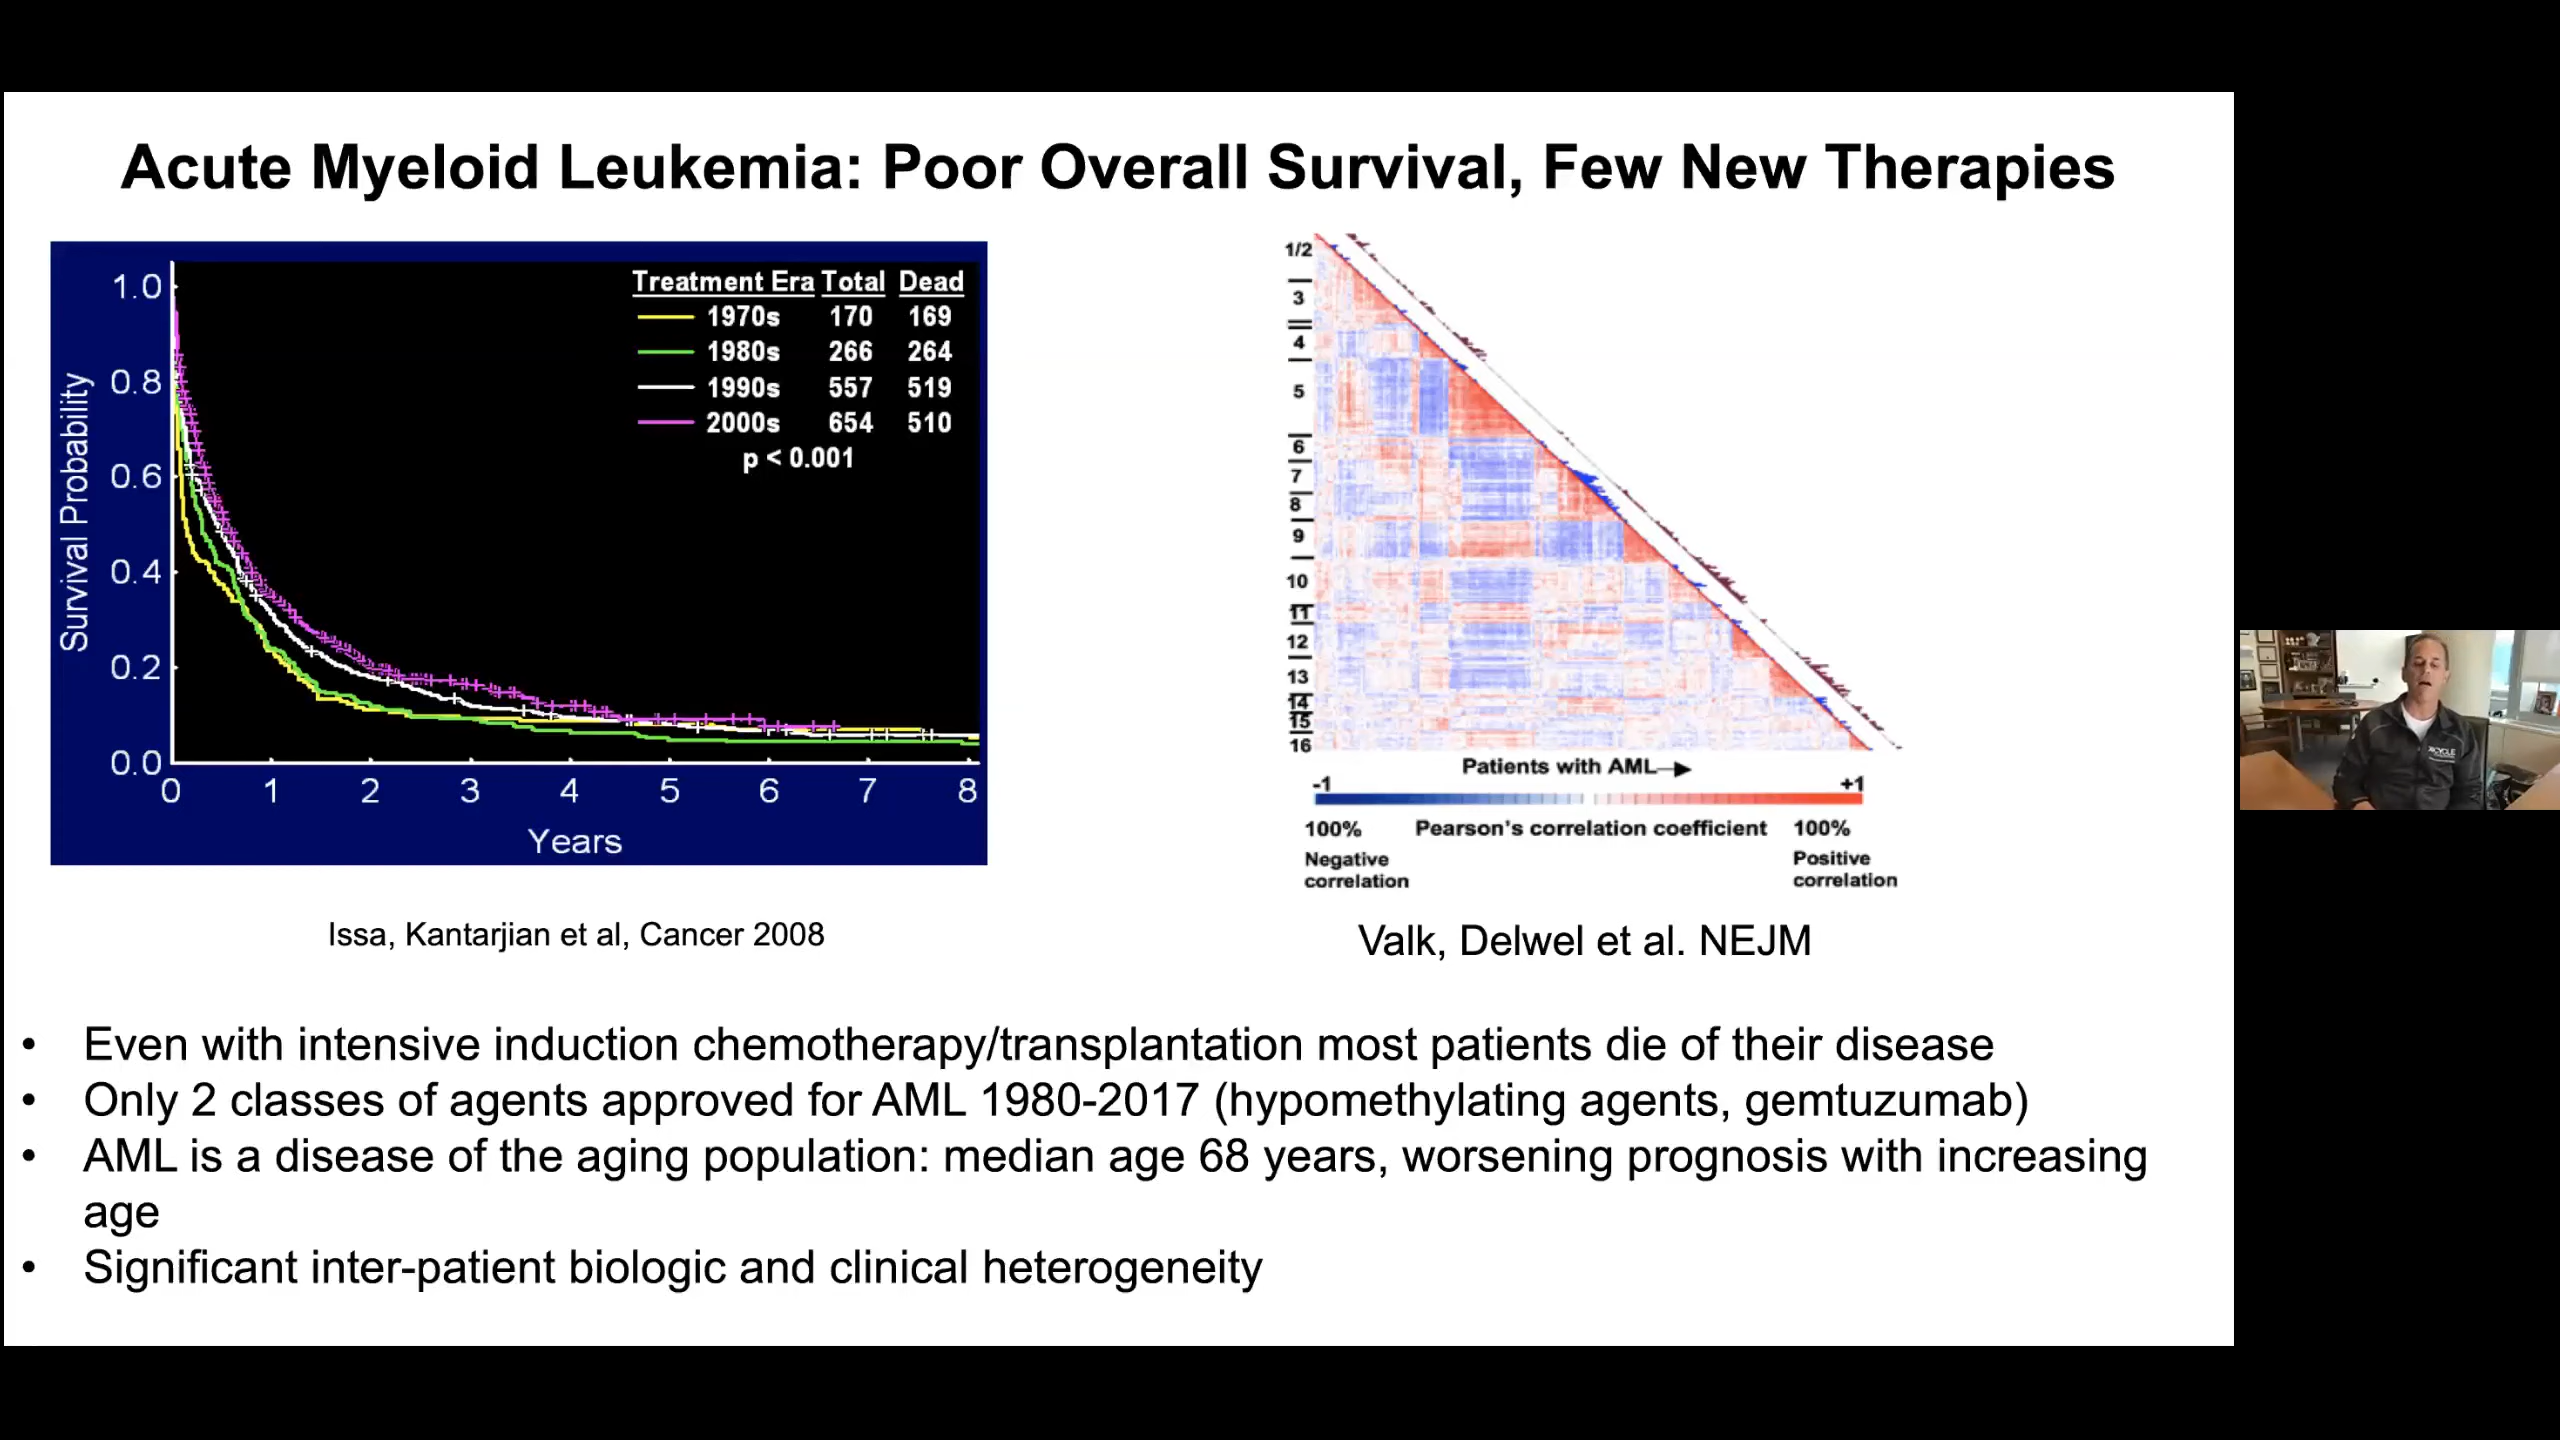 Acute Myeloid Leukemia: Poor Overall Survival, Few New Therapies
Survival Probability
1.0
0.8
0.6
0.4
0.2
0.0
0 1 2 3 4 5 6 7 8
Years
Treatment Era Total Dead
1970s 170 169
1980s 266 264
1990s 557 519
2000s 654 510
p < 0.001
Issa, Kantarjian et al, Cancer 2008
1/2
3
4
5
6
7
8
9
10
11
12
13
14
15
16
Patients with AML
-1 +1
100% Pearson's correlation coefficient 100%
Negative Positive
correlation correlation
Valk, Delwel et al. NEJM
• Even with intensive induction chemotherapy/transplantation most patients die of their disease
• Only 2 classes of agents approved for AML 1980-2017 (hypomethylating agents, gemtuzumab)
• AML is a disease of the aging population: median age 68 years, worsening prognosis with increasing
age
• Significant inter-patient biologic and clinical heterogeneity